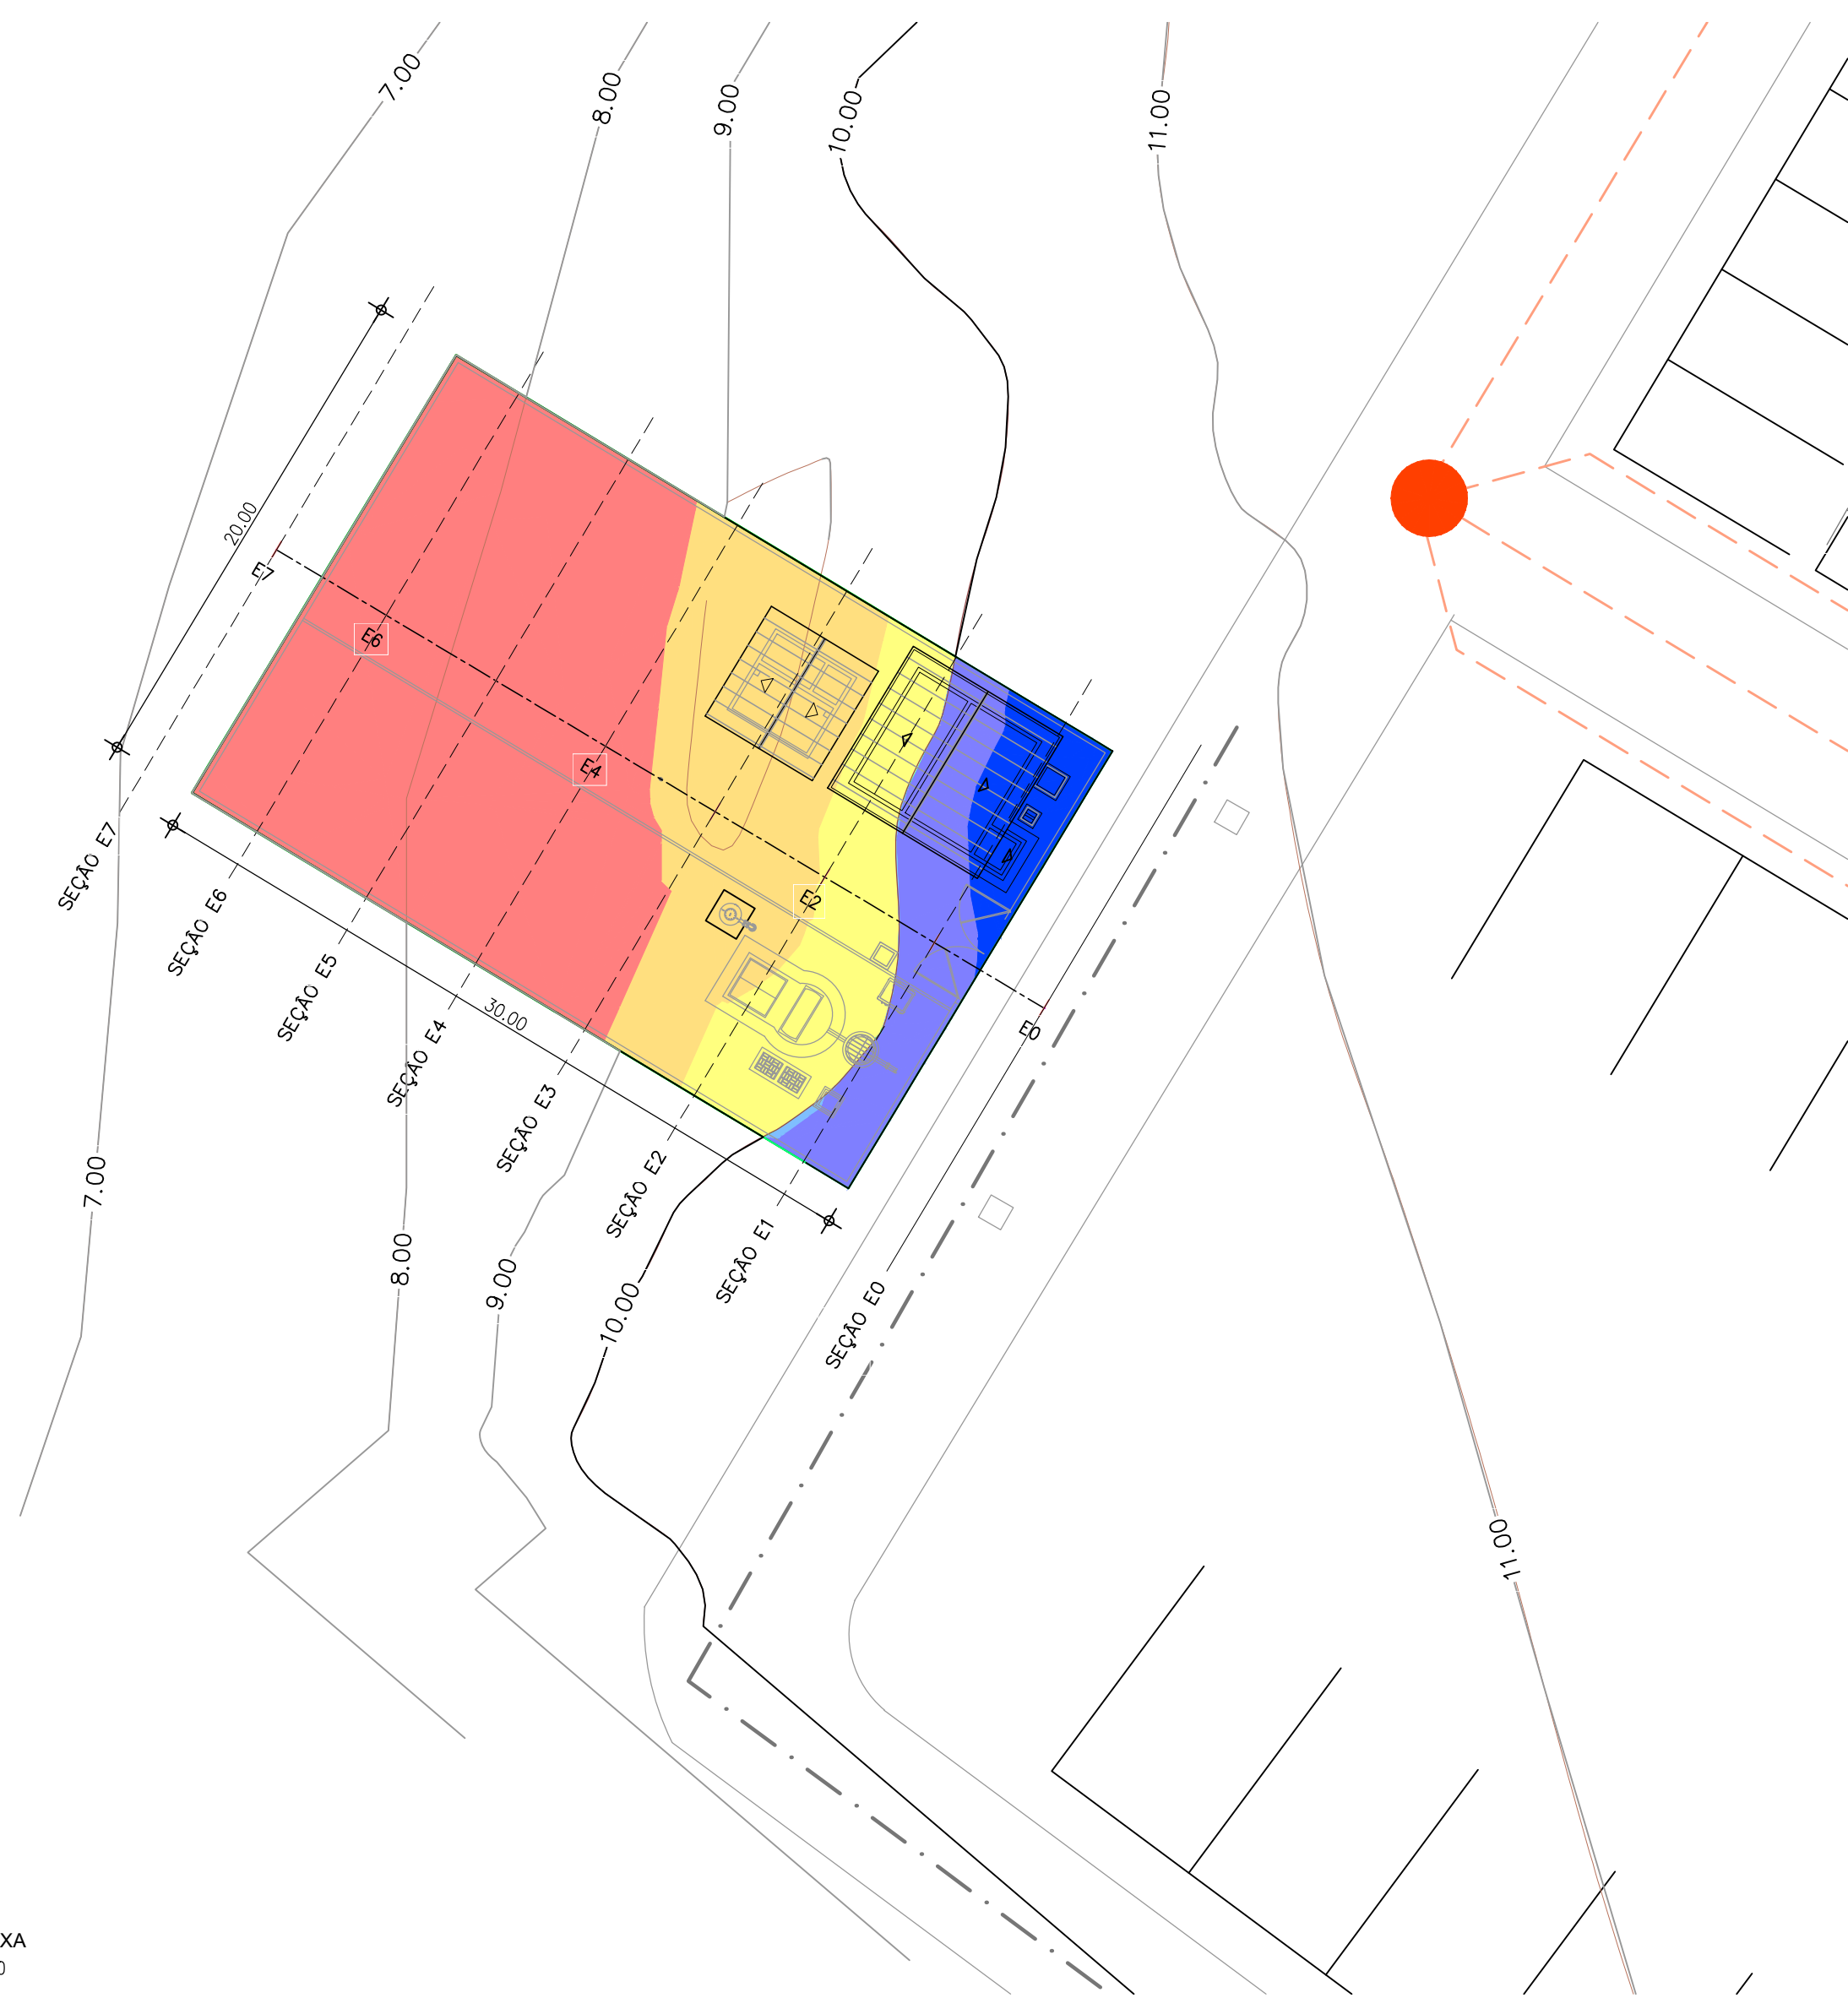 7.00
8.00
9.00
10.00
11.00
20.00
E7
E6
E4
E2
E0
SEÇÃO E7
SEÇÃO E6
SEÇÃO E5
SEÇÃO E4
SEÇÃO E3
SEÇÃO E2
SEÇÃO E1
SEÇÃO E0
30.00
7.00
8.00
9.00
10.00
11.00
XA
0